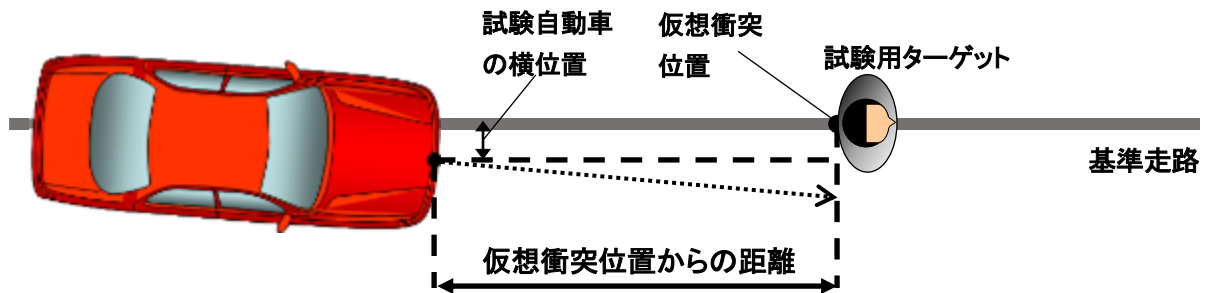 試験自動車
の横位置
仮想衝突
位置
試験用ターゲット
基準走路
仮想衝突位置からの距離